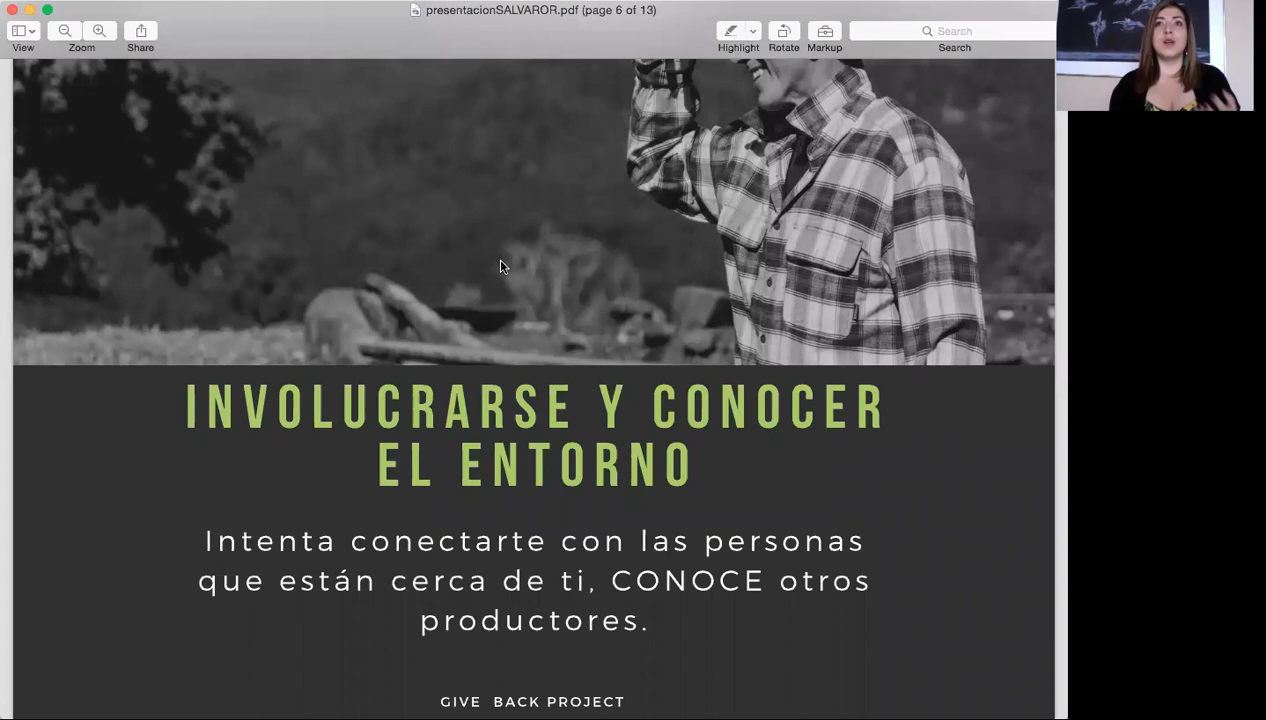 presentacionSALVAROR.pdf (page 6 of 13)
View Zoom Share Highlight Rotate Markup Search
Search
INVOLUCRARSE Y CONOCER
EL ENTORNO
Intenta conectarte con las personas
que están cerca de ti, CONOCE otros
productores.
GIVE BACK PROJECT